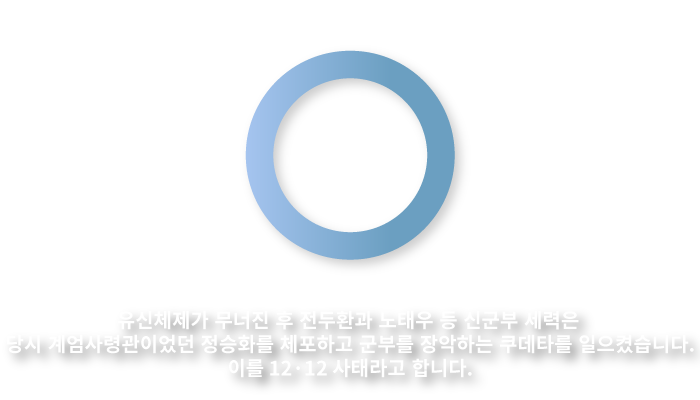 유신체제가 무너진 후 전두환과 노태우 등 신군부 세력은
당시 계엄사령관이었던 정승화를 체포하고 군부를 장악하는 쿠데타를 일으켰습니다.
이를 12·12 사태라고 합니다.